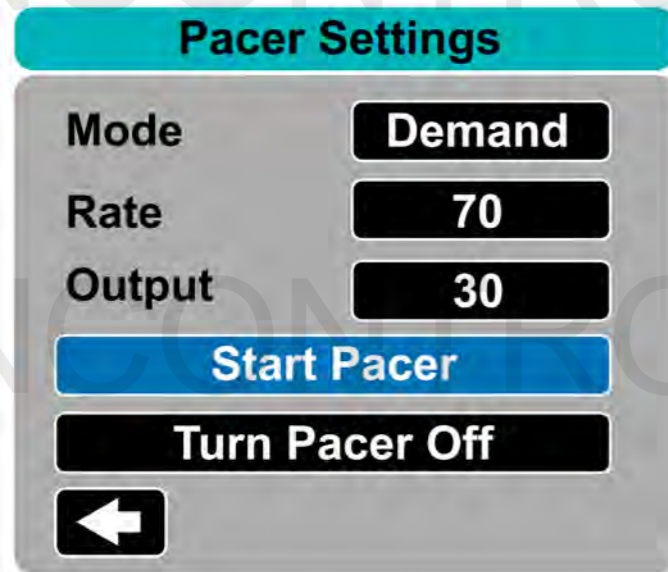 Pacer Settings
Mode Demand
Rate 70
Output 30
Start Pacer
Turn Pacer Off